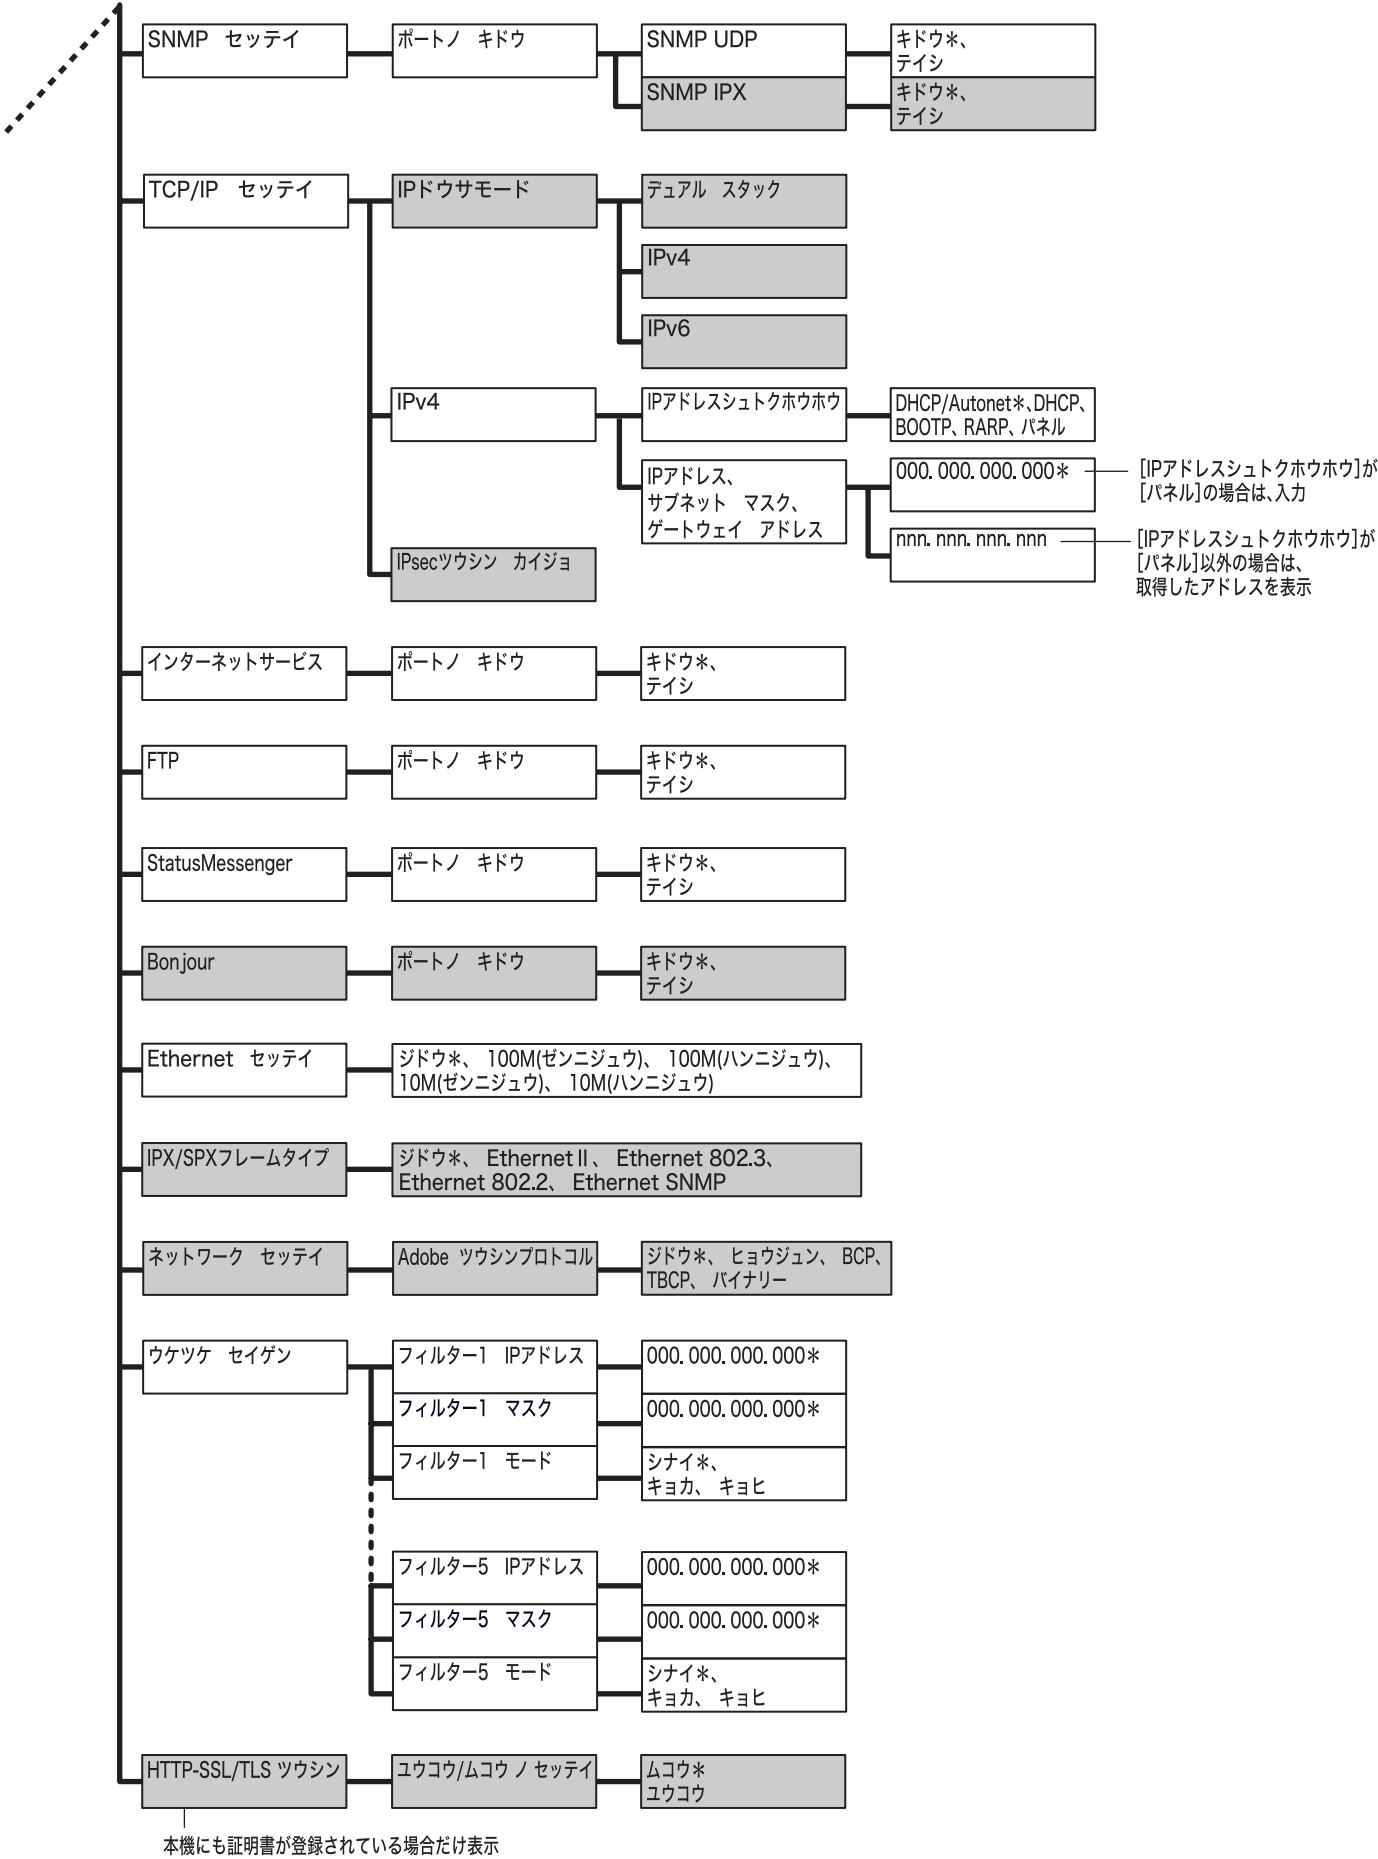 SNMP セッテイ
ポートノ キドウ
SNMP UDP
キドウ＊、
テイシ
SNMP IPX
キドウ＊、
テイシ
TCP/IP セッテイ
IPドウサモード
デュアル スタック
IPv4
IPv6
IPv4
IPアドレスシュトクホウホウ
DHCP/Autonet＊、DHCP、
BOOTP、RARP、パネル
IPアドレス、
サブネット マスク、
ゲートウェイ アドレス
000. 000. 000. 000＊
[IPアドレスシュトクホウホウ]が
[パネル]の場合は、入力
nnn. nnn. nnn. nnn
[IPアドレスシュトクホウホウ]が
[パネル]以外の場合は、
取得したアドレスを表示
IPsecツウシン カイジョ
インターネットサービス
ポートノ キドウ
キドウ＊、
テイシ
FTP
ポートノ キドウ
キドウ＊、
テイシ
StatusMessenger
ポートノ キドウ
キドウ＊、
テイシ
Bonjour
ポートノ キドウ
キドウ＊、
テイシ
Ethernet セッテイ
ジドウ＊、 100M(ゼンニジュウ)、 100M(ハンニジュウ)、
10M(ゼンニジュウ)、 10M(ハンニジュウ)
IPX/SPXフレームタイプ
ジドウ＊、 EthernetⅡ、 Ethernet 802.3、
Ethernet 802.2、 Ethernet SNMP
ネットワーク セッテイ
Adobe ツウシンプロトコル
ジドウ＊、 ヒョウジュン、 BCP、
TBCP、 バイナリー
ウケツケ セイゲン
フィルター1 IPアドレス
000. 000. 000. 000＊
フィルター1 マスク
000. 000. 000. 000＊
フィルター1 モード
シナイ＊、
キョカ、 キョヒ
フィルター5 IPアドレス
000. 000. 000. 000＊
フィルター5 マスク
000. 000. 000. 000＊
フィルター5 モード
シナイ＊、
キョカ、 キョヒ
HTTP-SSL/TLS ツウシン
ユウコウ/ムコウ ノ セッテイ
ムコウ＊
ユウコウ
本機にも証明書が登録されている場合だけ表示